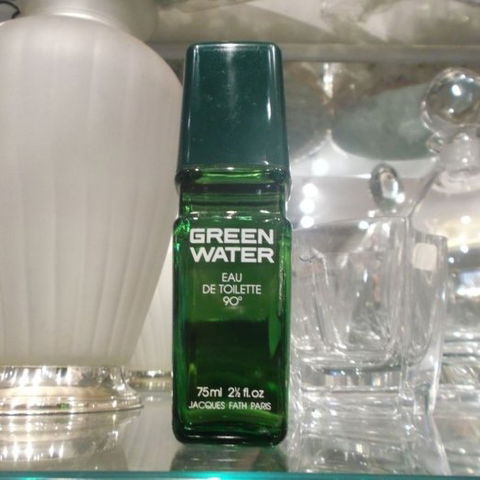 GREEN
WATER
EAU
DE TOILETTE
90°
75ml 2½ fl.oz
JACQUES FATH PARIS